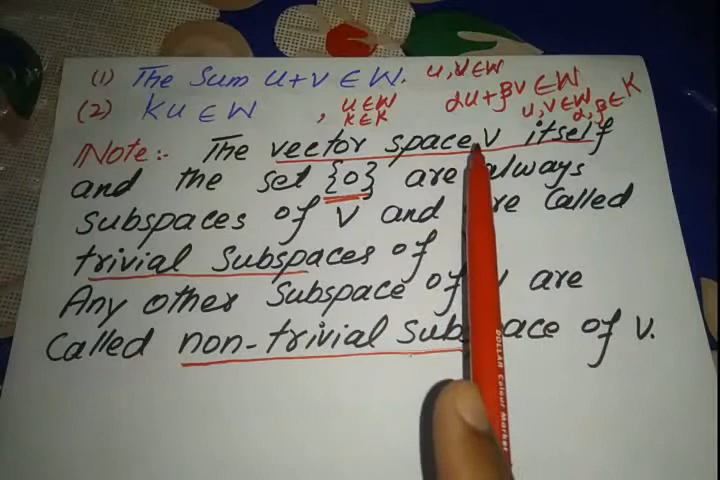 (1) The Sum u+v ∈ W. u,v∈W
(2) Ku ∈ W , u∈W K∈K αu+βv ∈W u,v∈W α,β∈K
Note:- The vector space V itself
and the set {0} are always
subspaces of V and are called
trivial Subspaces of
Any other Subspace of V are
Called non-trivial Subspace of V.
DOLLAR Colour Marker